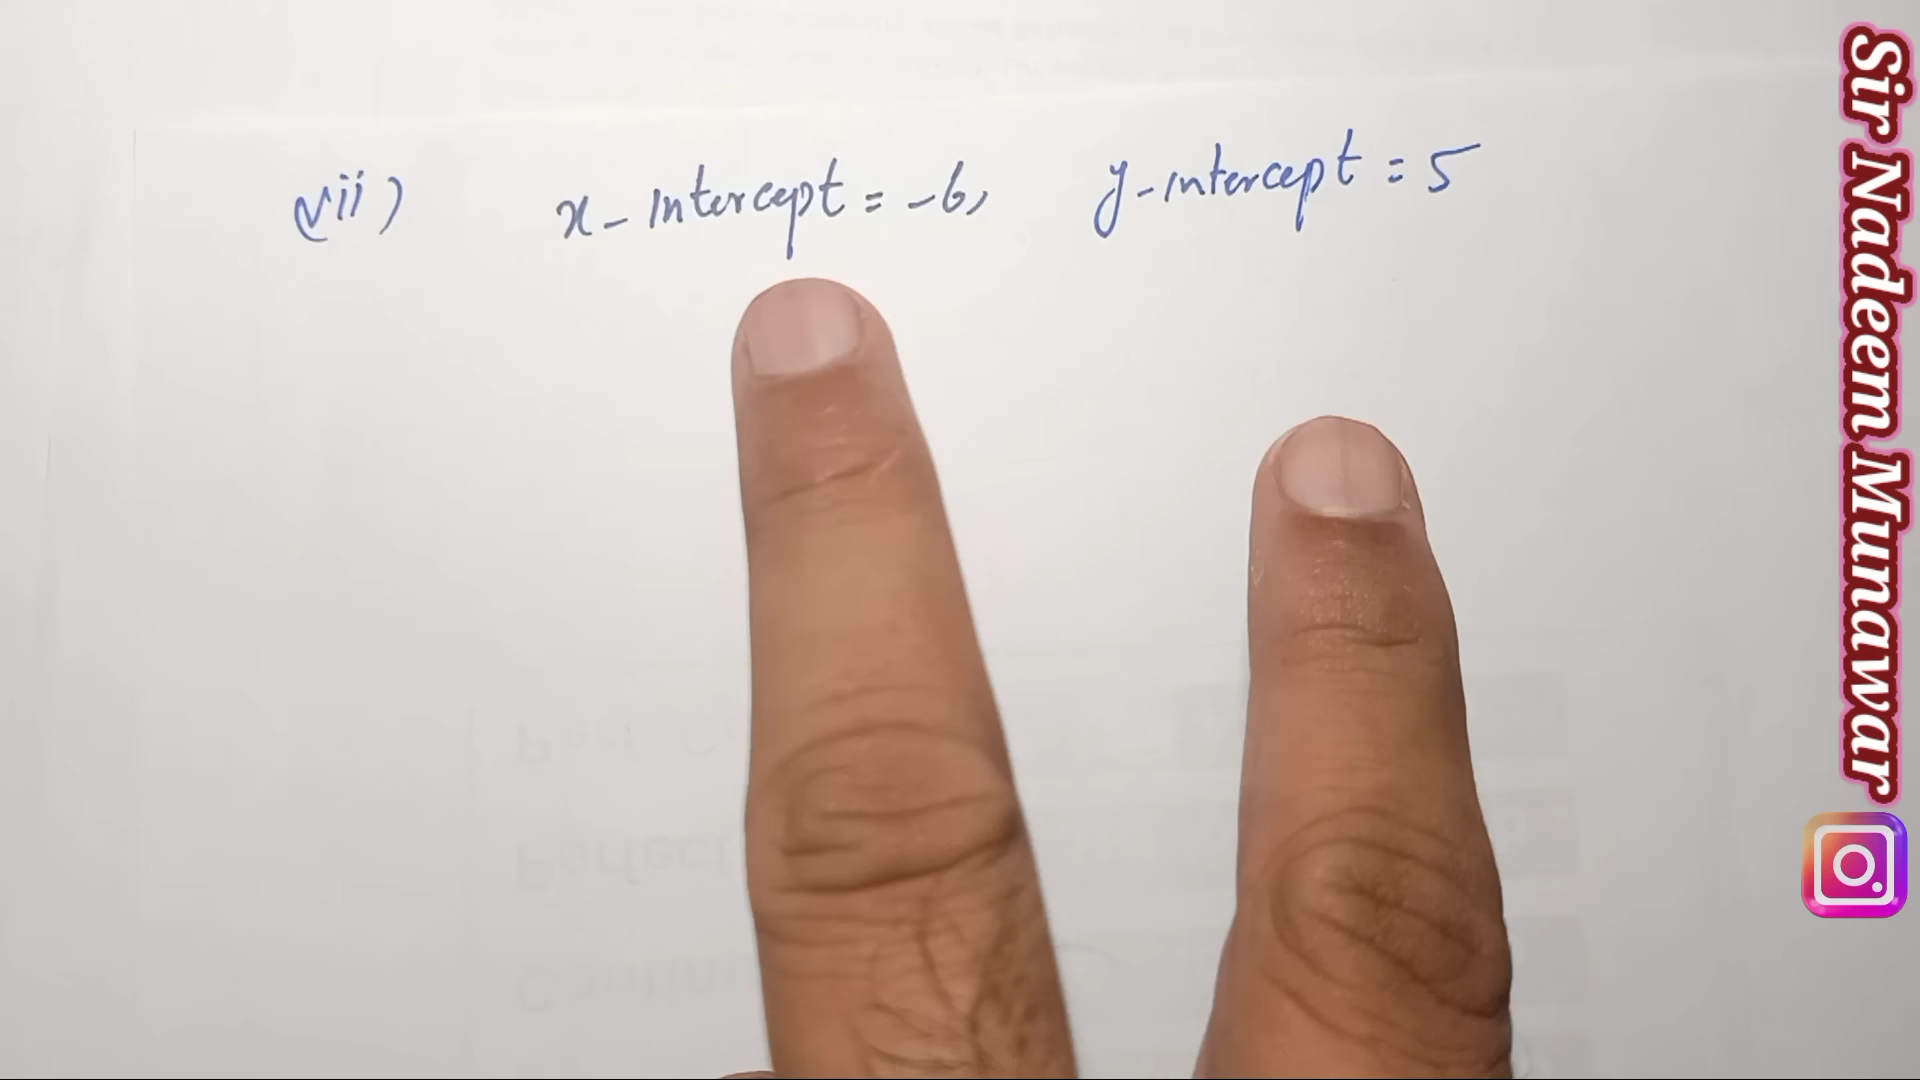 vii) x-intercept = -6, y-intercept = 5
Sir Nadeem Munawar